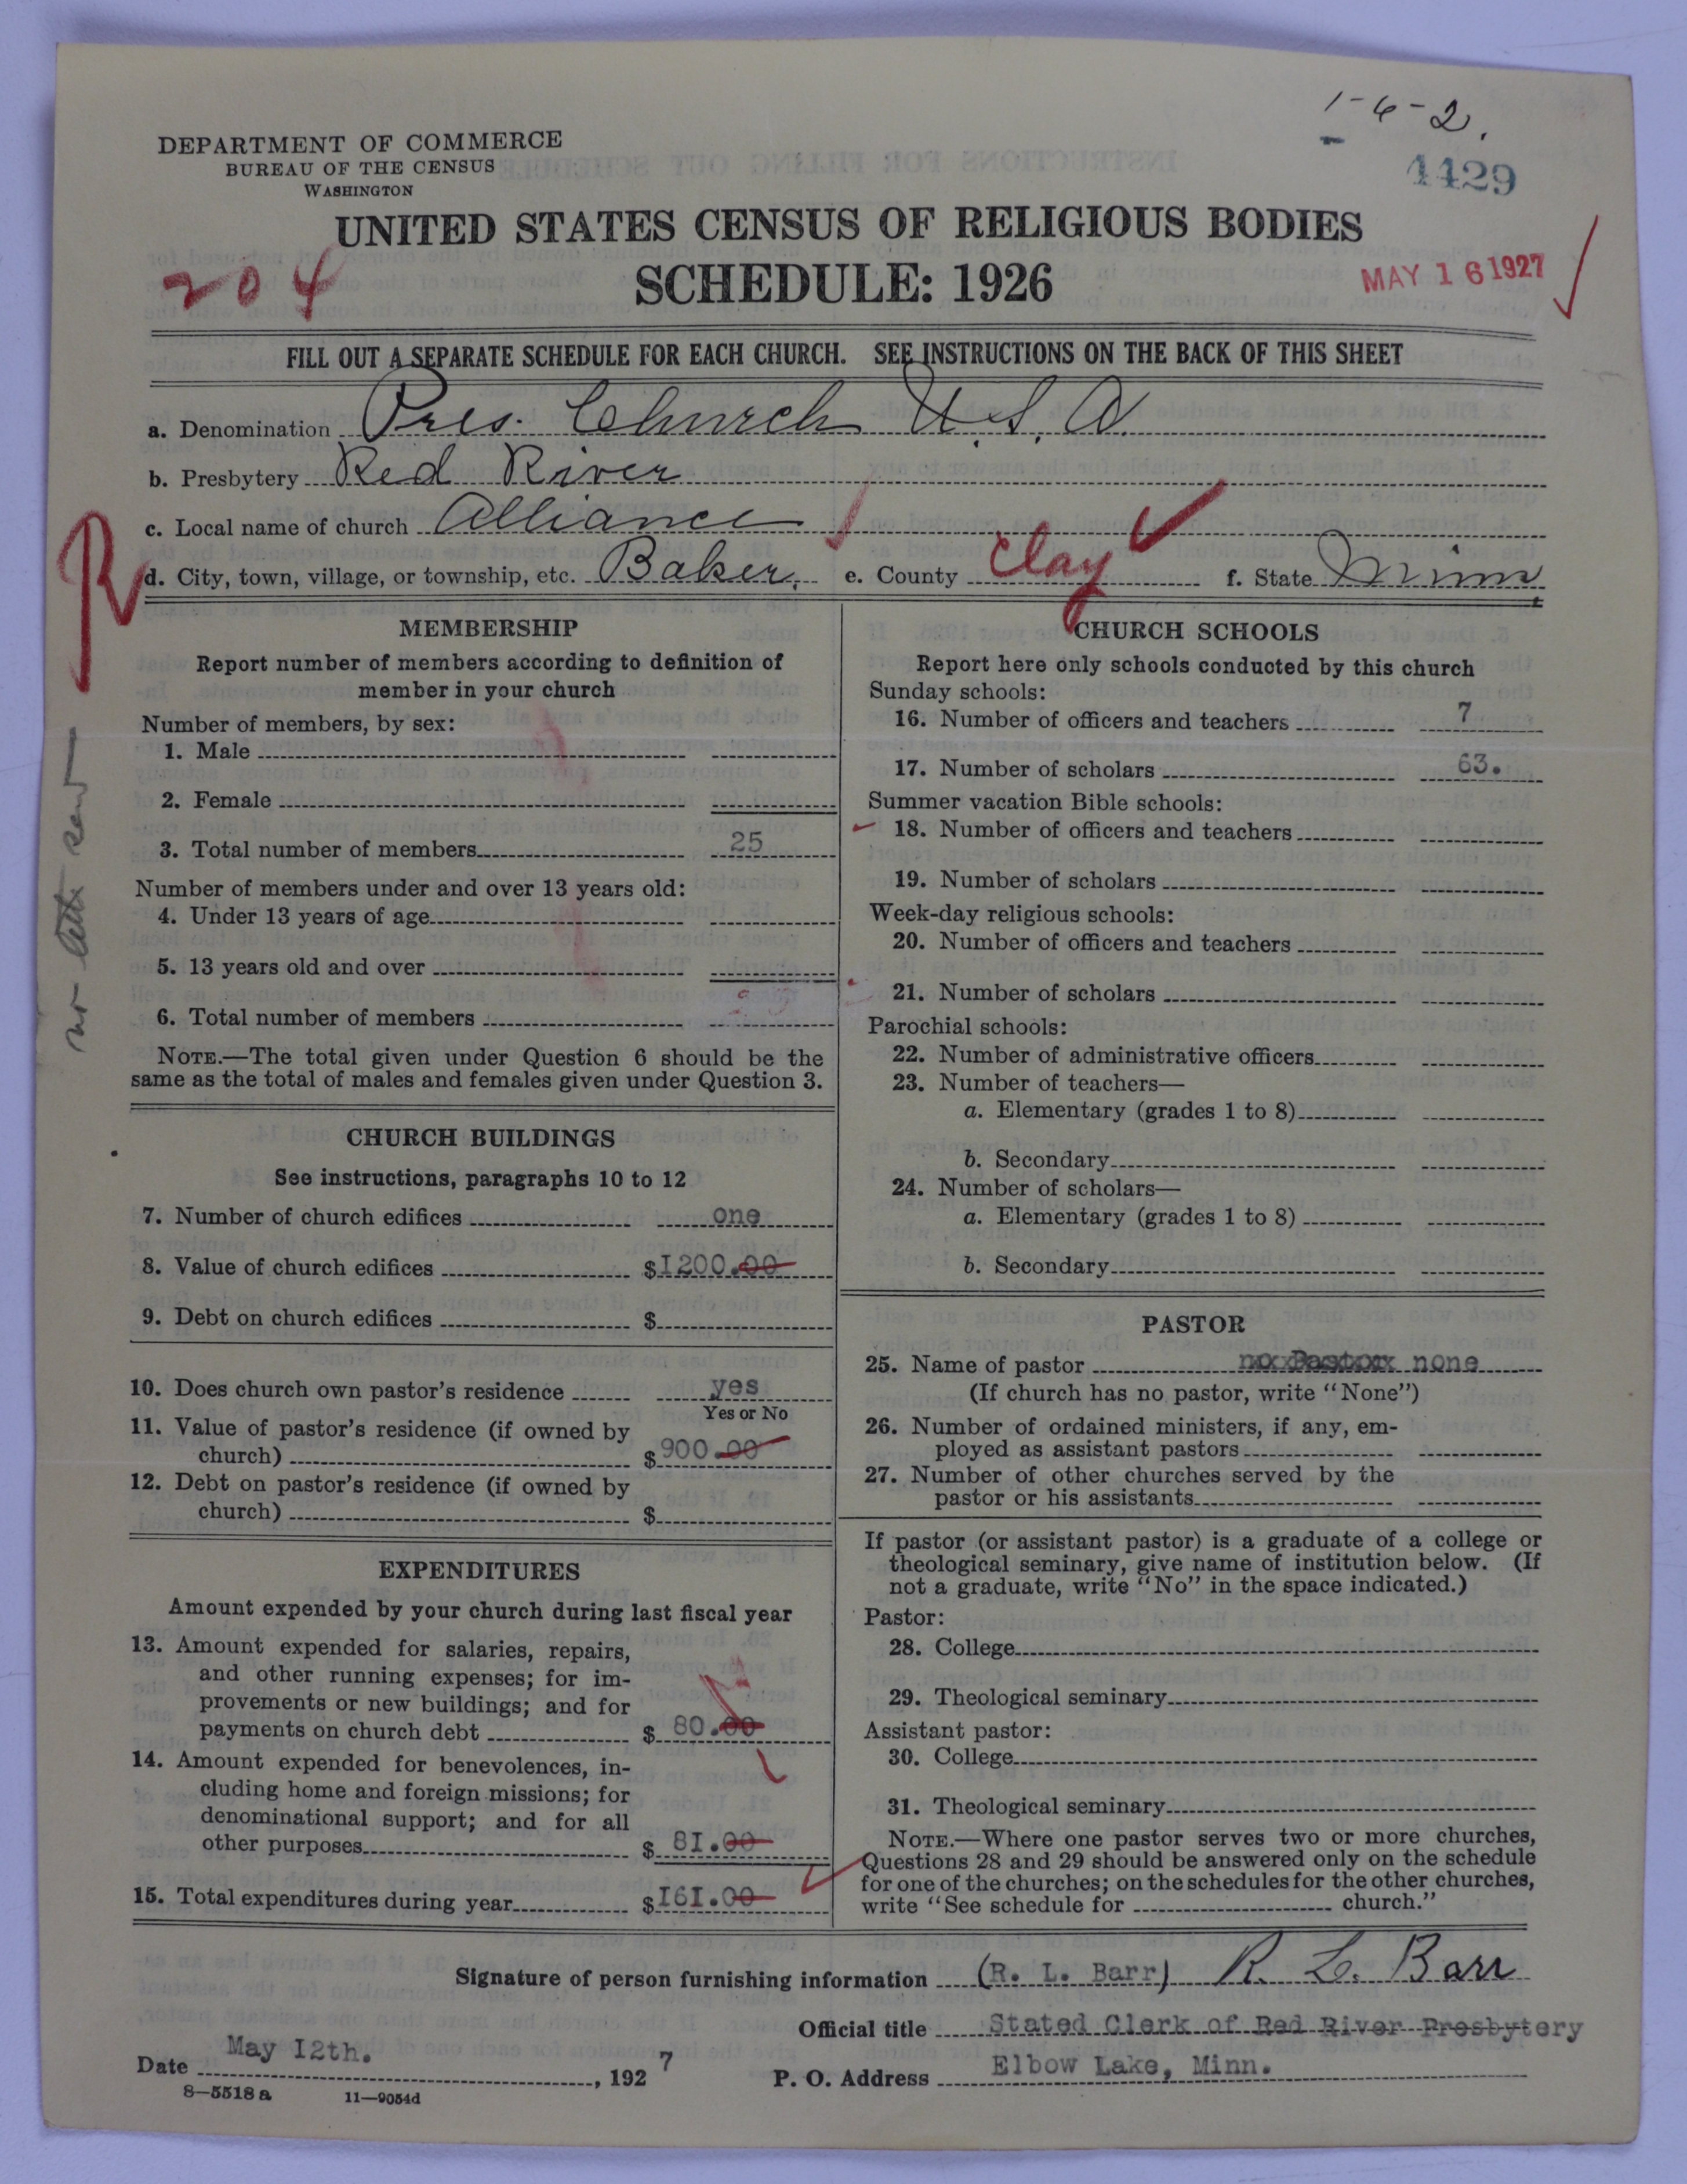 1-6-2.
4429
DEPARTMENT OF COMMERCE
BUREAU OF THE CENSUS
WASHINGTON
UNITED STATES CENSUS OF RELIGIOUS BODIES
SCHEDULE: 1926
204
MAY 16 1927
FILL OUT A SEPARATE SCHEDULE FOR EACH CHURCH. SEE INSTRUCTIONS ON THE BACK OF THIS SHEET
a. Denomination Pres. Church U.S.A.
b. Presbytery Red River
c. Local name of church Alliance
d. City, town, village, or township, etc. Baker, e. County Clay f. State Minn.
R
MEMBERSHIP
Report number of members according to definition of
member in your church
Number of members, by sex:
1. Male
2. Female
3. Total number of members 25
Number of members under and over 13 years old:
4. Under 13 years of age
5. 13 years old and over
6. Total number of members
NOTE.—The total given under Question 6 should be the
same as the total of males and females given under Question 3.
CHURCH BUILDINGS
See instructions, paragraphs 10 to 12
7. Number of church edifices one
8. Value of church edifices $1200.00
9. Debt on church edifices $
10. Does church own pastor's residence yes
Yes or No
11. Value of pastor's residence (if owned by
church) $900.00
12. Debt on pastor's residence (if owned by
church) $
EXPENDITURES
Amount expended by your church during last fiscal year
13. Amount expended for salaries, repairs,
and other running expenses; for im-
provements or new buildings; and for
payments on church debt $ 80.00
14. Amount expended for benevolences, in-
cluding home and foreign missions; for
denominational support; and for all
other purposes $ 81.00
15. Total expenditures during year $161.00
CHURCH SCHOOLS
Report here only schools conducted by this church
Sunday schools:
16. Number of officers and teachers 7
17. Number of scholars 63.
Summer vacation Bible schools:
18. Number of officers and teachers
19. Number of scholars
Week-day religious schools:
20. Number of officers and teachers
21. Number of scholars
Parochial schools:
22. Number of administrative officers
23. Number of teachers—
a. Elementary (grades 1 to 8)
b. Secondary
24. Number of scholars—
a. Elementary (grades 1 to 8)
b. Secondary
PASTOR
25. Name of pastor noxPastorx none
(If church has no pastor, write "None")
26. Number of ordained ministers, if any, em-
ployed as assistant pastors
27. Number of other churches served by the
pastor or his assistants
If pastor (or assistant pastor) is a graduate of a college or
theological seminary, give name of institution below. (If
not a graduate, write "No" in the space indicated.)
Pastor:
28. College
29. Theological seminary
Assistant pastor:
30. College
31. Theological seminary
NOTE.—Where one pastor serves two or more churches,
Questions 28 and 29 should be answered only on the schedule
for one of the churches; on the schedules for the other churches,
write "See schedule for church."
Signature of person furnishing information (R. L. Barr) R. L. Barr
Official title Stated Clerk of Red River Presbytery
Date May 12th., 1927
P. O. Address Elbow Lake, Minn.
8—5518a 11—9054d